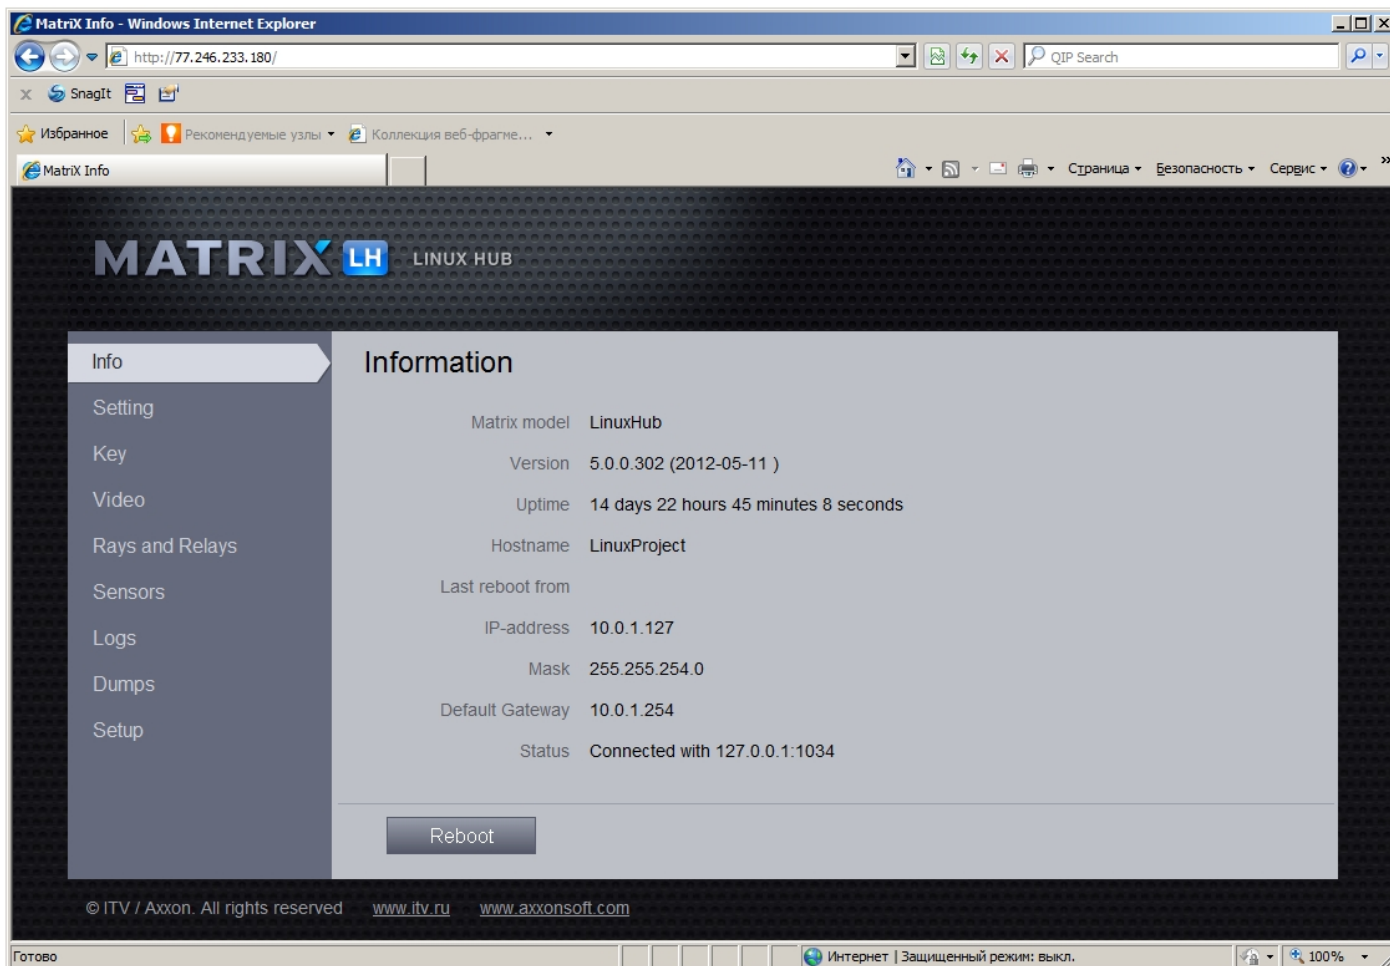 MatriX Info - Windows Internet Explorer
http://77.246.233.180/
QIP Search
x SnagIt
Избранное Рекомендуемые узлы Коллекция веб-фрагме...
MatriX Info
Страница Безопасность Сервис »
MATRIX LH LINUX HUB
Info
Setting
Key
Video
Rays and Relays
Sensors
Logs
Dumps
Setup
Information
Matrix model LinuxHub
Version 5.0.0.302 (2012-05-11 )
Uptime 14 days 22 hours 45 minutes 8 seconds
Hostname LinuxProject
Last reboot from
IP-address 10.0.1.127
Mask 255.255.254.0
Default Gateway 10.0.1.254
Status Connected with 127.0.0.1:1034
Reboot
© ITV / Axxon. All rights reserved www.itv.ru www.axxonsoft.com
Готово
Интернет | Защищенный режим: выкл.
100%